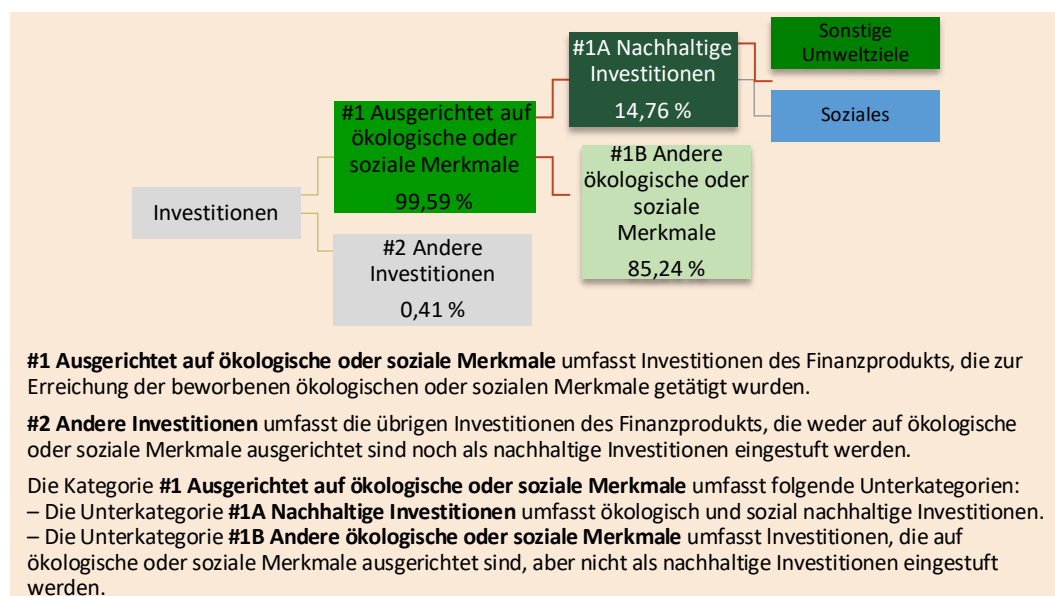 Investitionen
#1 Ausgerichtet auf
ökologische oder
soziale Merkmale
99,59 %
#2 Andere
Investitionen
0,41 %
#1A Nachhaltige
Investitionen
14,76 %
#1B Andere
ökologische oder
soziale
Merkmale
85,24 %
Sonstige
Umweltziele
Soziales
#1 Ausgerichtet auf ökologische oder soziale Merkmale umfasst Investitionen des Finanzprodukts, die zur
Erreichung der beworbenen ökologischen oder sozialen Merkmale getätigt wurden.
#2 Andere Investitionen umfasst die übrigen Investitionen des Finanzprodukts, die weder auf ökologische
oder soziale Merkmale ausgerichtet sind noch als nachhaltige Investitionen eingestuft werden.
Die Kategorie #1 Ausgerichtet auf ökologische oder soziale Merkmale umfasst folgende Unterkategorien:
– Die Unterkategorie #1A Nachhaltige Investitionen umfasst ökologisch und sozial nachhaltige Investitionen.
– Die Unterkategorie #1B Andere ökologische oder soziale Merkmale umfasst Investitionen, die auf
ökologische oder soziale Merkmale ausgerichtet sind, aber nicht als nachhaltige Investitionen eingestuft
werden.